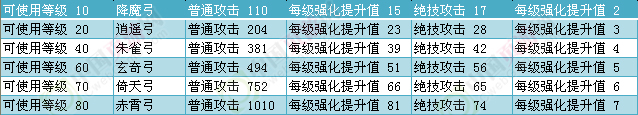 可使用等级 10 降魔弓 普通攻击 110 每级强化提升值 15 绝技攻击 17 每级强化提升值 2
可使用等级 20 逍遥弓 普通攻击 204 每级强化提升值 23 绝技攻击 28 每级强化提升值 3
可使用等级 40 朱雀弓 普通攻击 381 每级强化提升值 39 绝技攻击 42 每级强化提升值 4
可使用等级 60 玄奇弓 普通攻击 494 每级强化提升值 51 绝技攻击 56 每级强化提升值 5
可使用等级 70 倚天弓 普通攻击 752 每级强化提升值 66 绝技攻击 65 每级强化提升值 6
可使用等级 80 赤霄弓 普通攻击 1010 每级强化提升值 81 绝技攻击 74 每级强化提升值 7